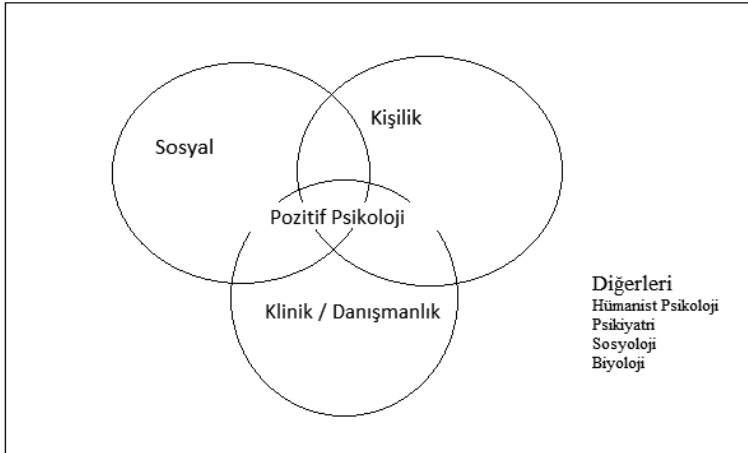 Kişilik
Sosyal
Pozitif Psikoloji
Klinik / Danışmanlık
Diğerleri
Hümanist Psikoloji
Psikiyatri
Sosyoloji
Biyoloji